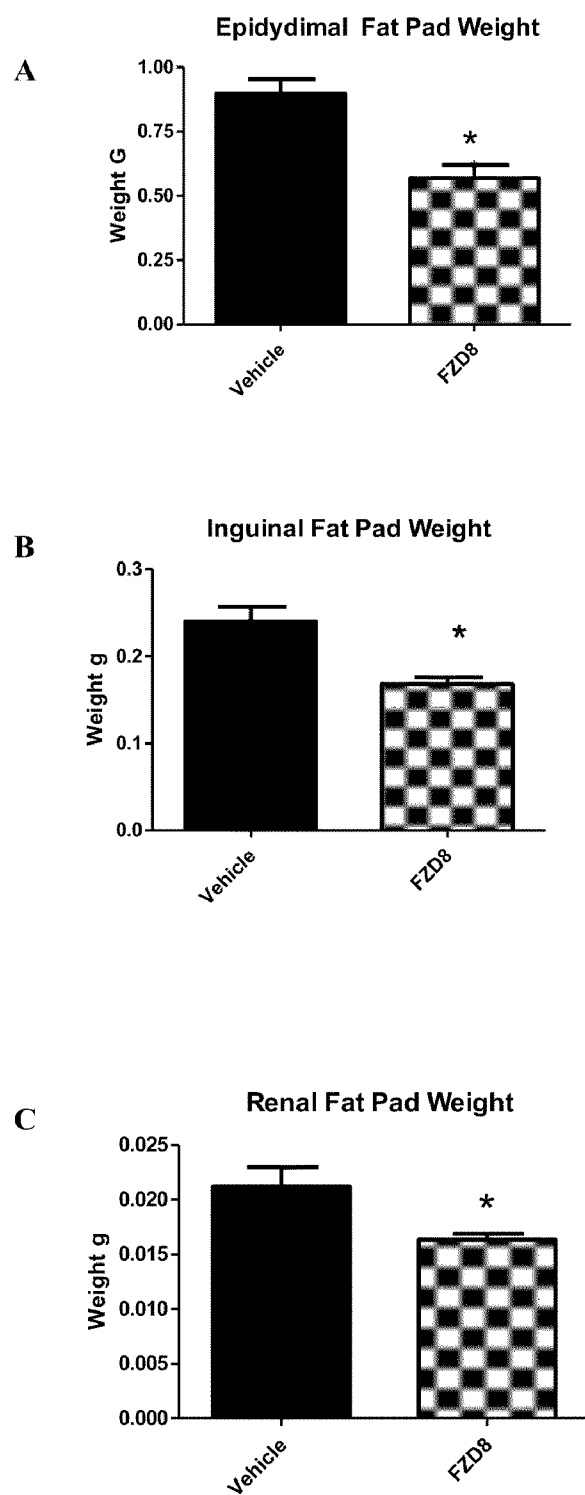 Epidydimal Fat Pad Weight
A
1.00
0.75
0.50
0.25
0.00
Weight G
*
Vehicle
FZD8
Inguinal Fat Pad Weight
B
0.3
0.2
0.1
0.0
Weight g
*
Vehicle
FZD8
Renal Fat Pad Weight
C
0.025
0.020
0.015
0.010
0.005
0.000
Weight g
*
Vehicle
FZD8